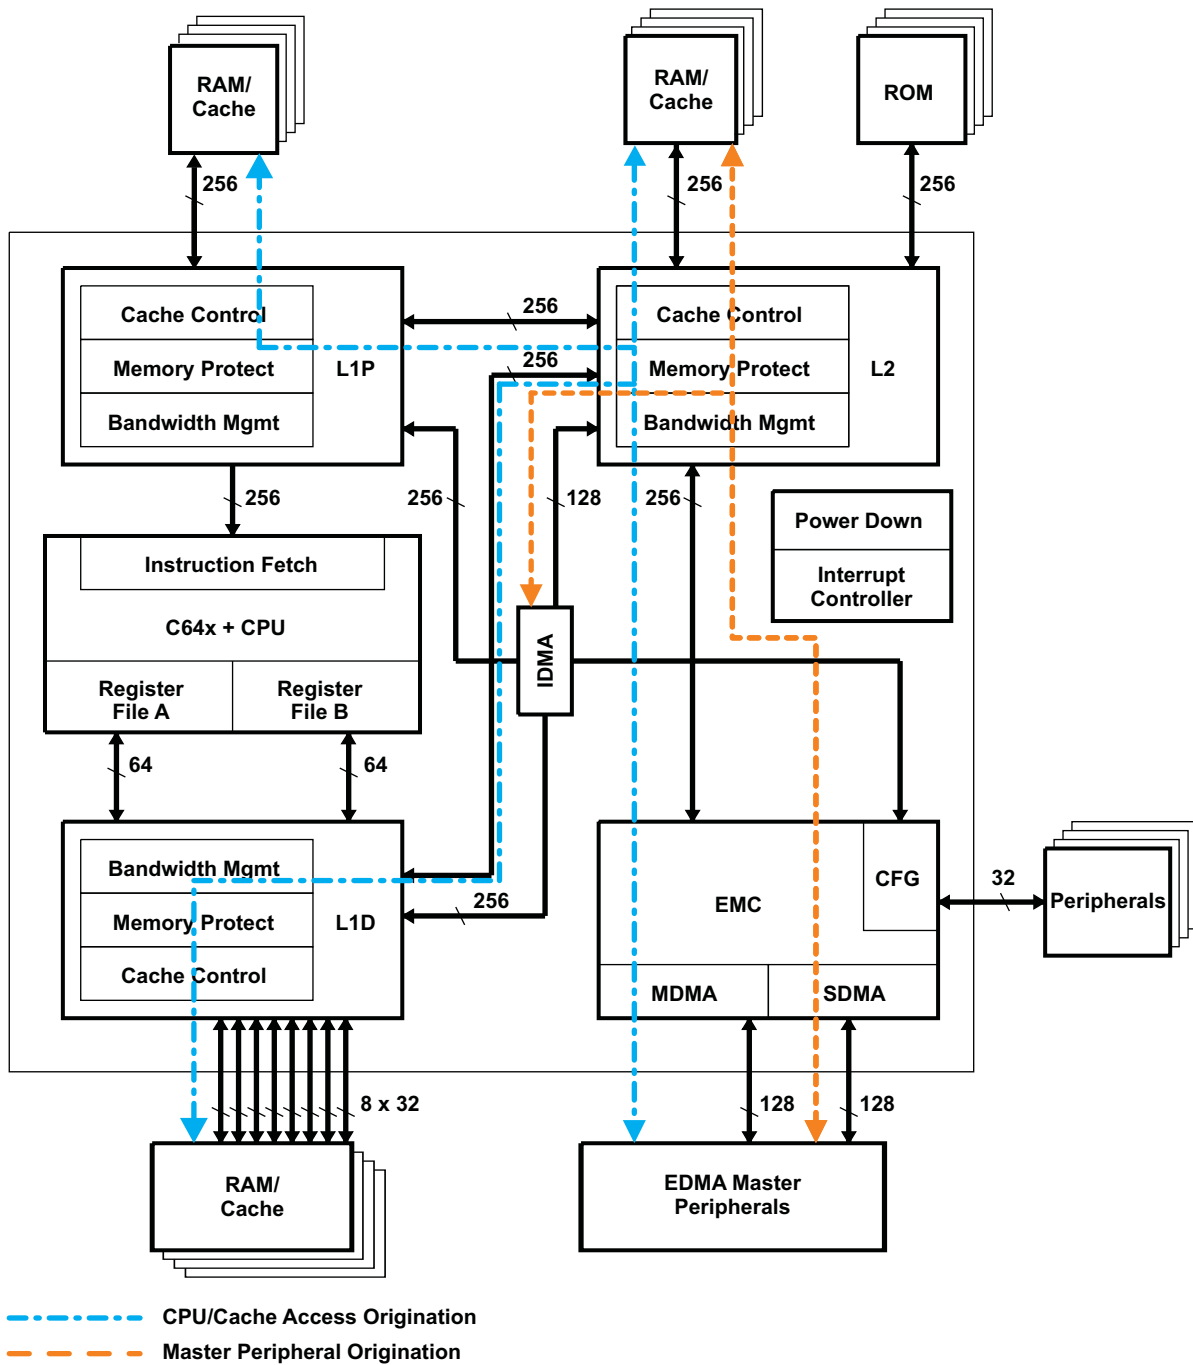 RAM/
Cache
RAM/
Cache
ROM
256
256
256
Cache Control
Memory Protect
Bandwidth Mgmt
L1P
256
256
Cache Control
Memory Protect
Bandwidth Mgmt
L2
256
256
128
256
Power Down
Interrupt
Controller
Instruction Fetch
C64x + CPU
Register
File A
Register
File B
IDMA
64
64
Bandwidth Mgmt
Memory Protect
Cache Control
L1D
256
EMC
CFG
MDMA
SDMA
32
Peripherals
8 x 32
128
128
RAM/
Cache
EDMA Master
Peripherals
CPU/Cache Access Origination
Master Peripheral Origination